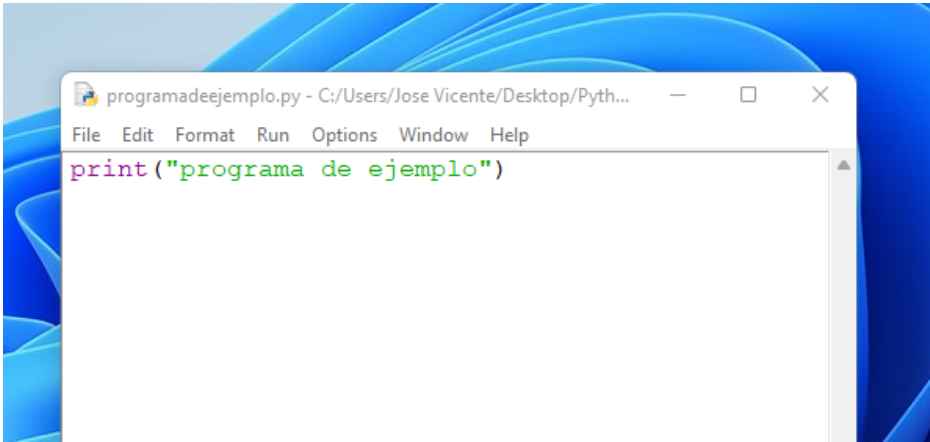 programadeejemplo.py - C:/Users/Jose Vicente/Desktop/Pyth...
File Edit Format Run Options Window Help
print("programa de ejemplo")